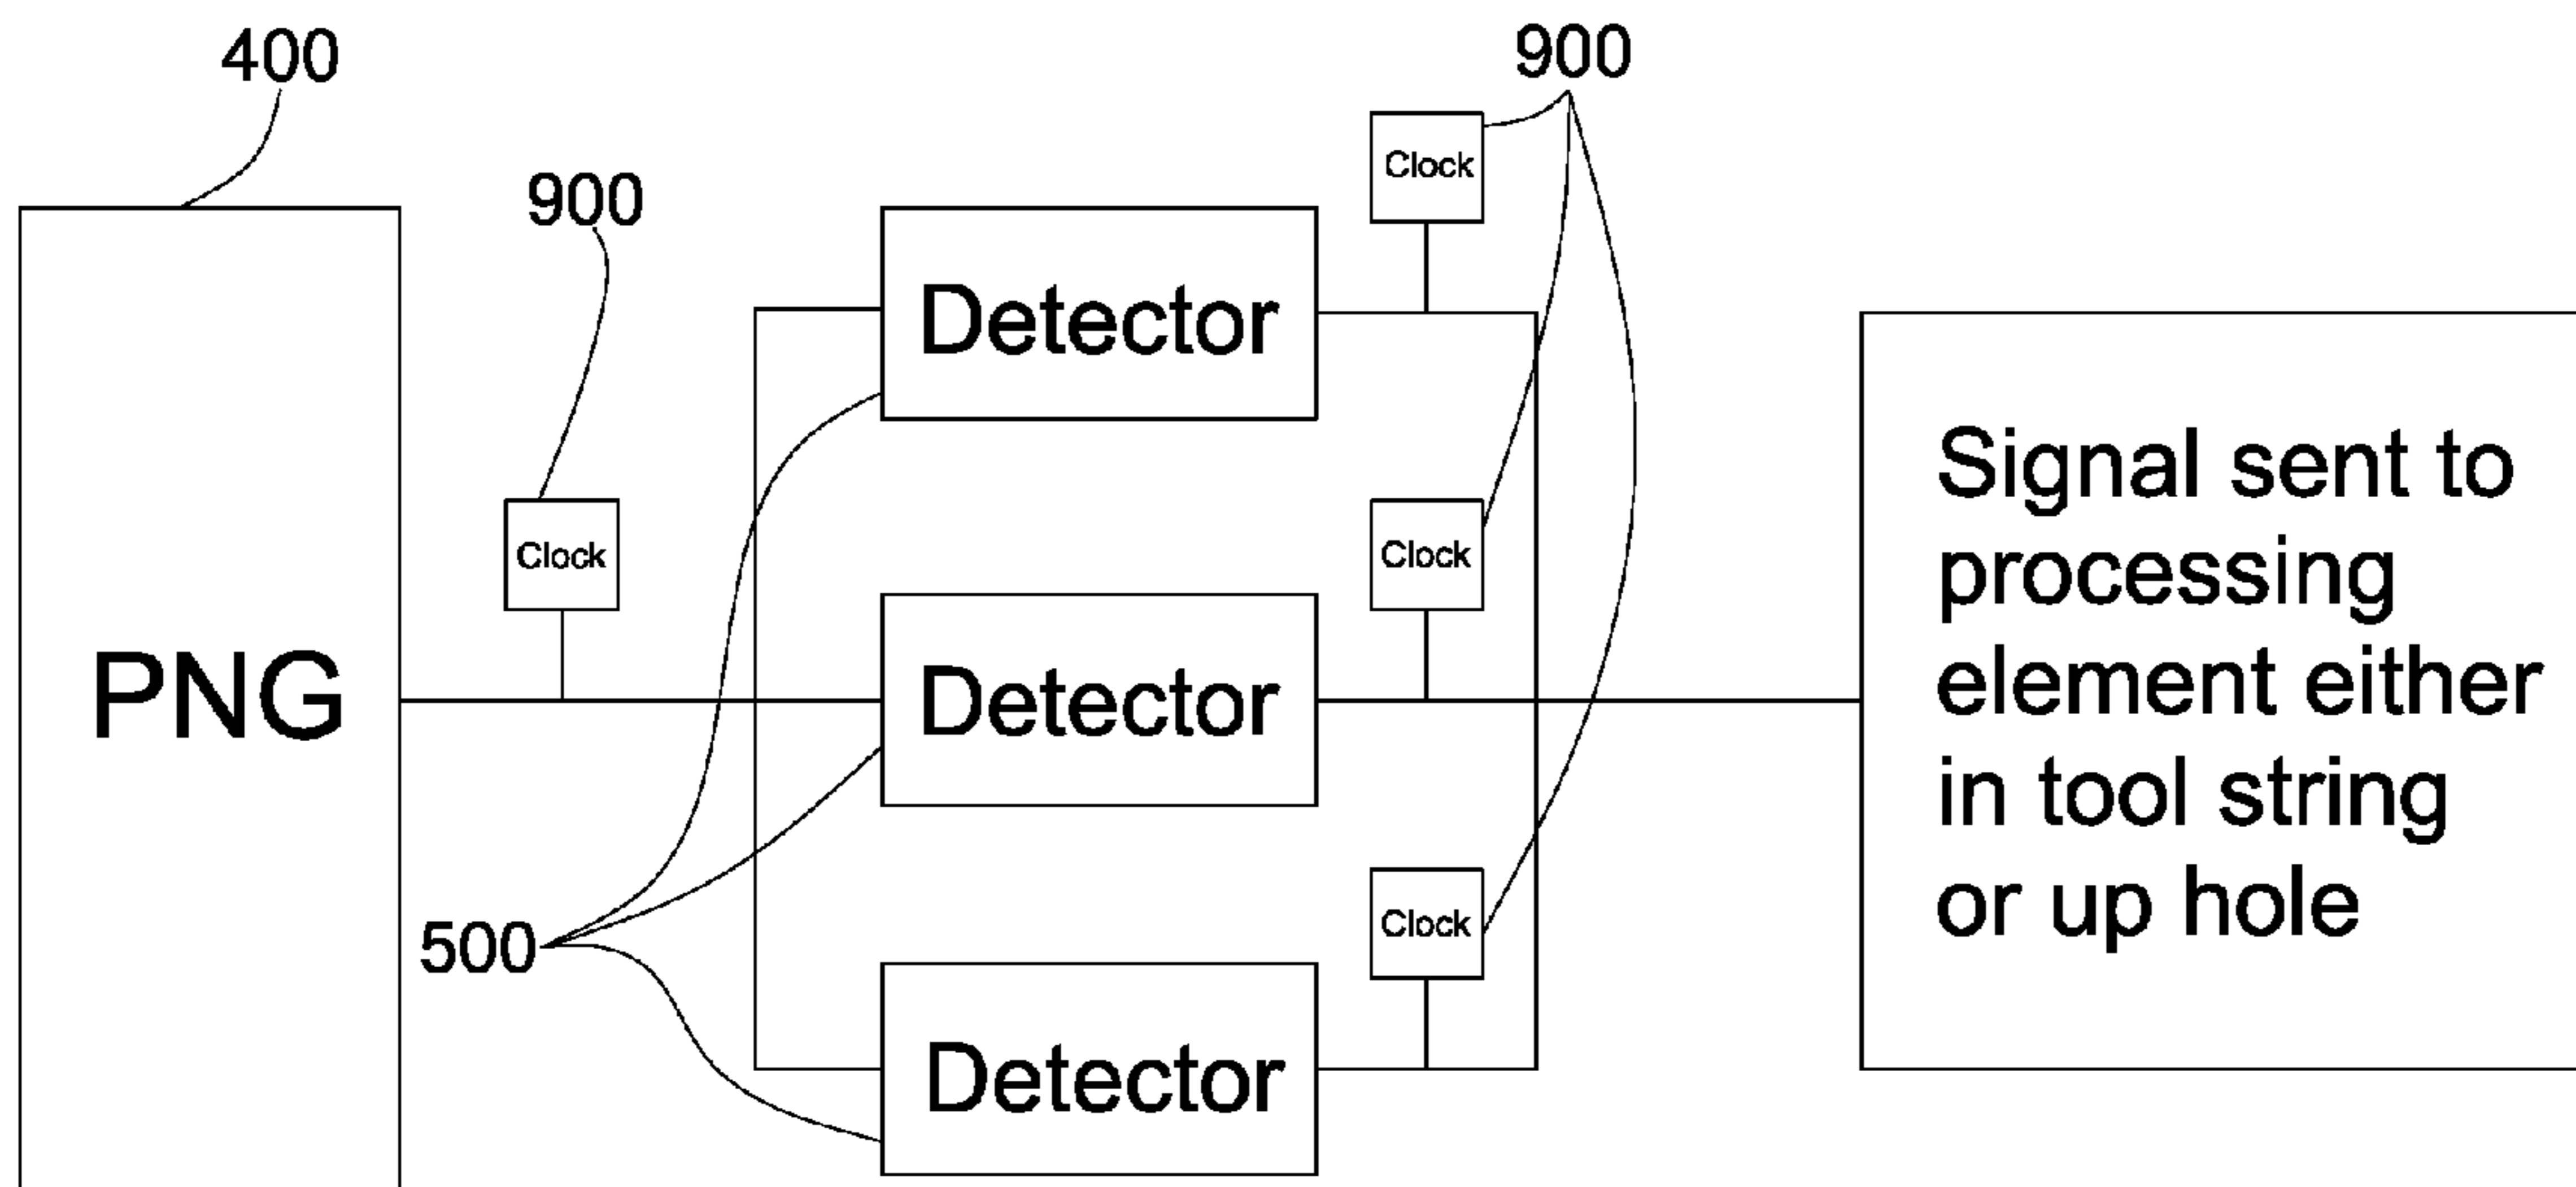 400
900
900
Clock
Detector
Clock
Clock
PNG
Detector
Signal sent to
processing
element either
in tool string
or up hole
Clock
500
Detector